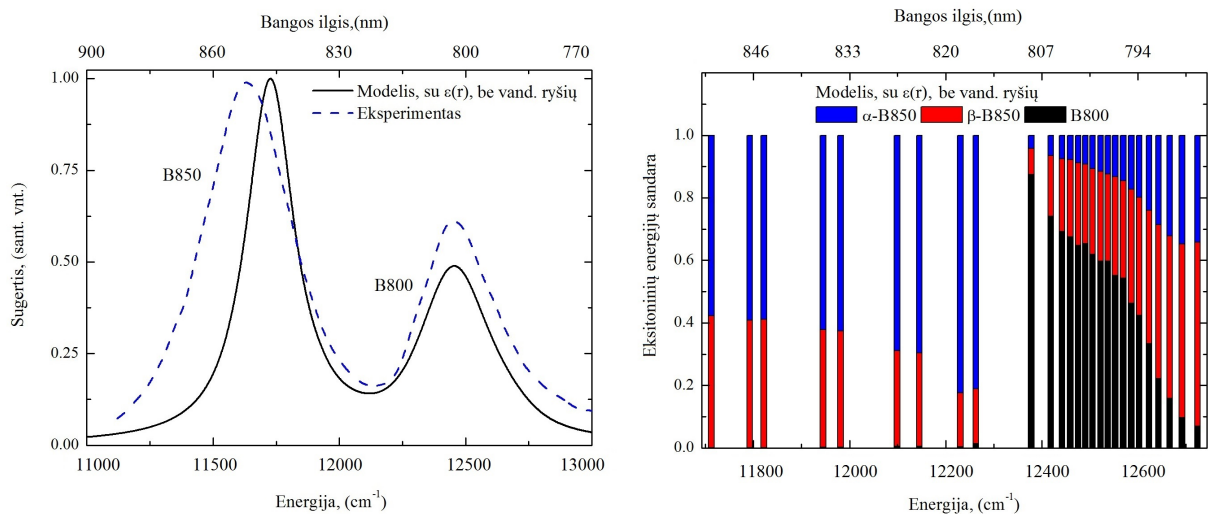 Bangos ilgis,(nm)
900 860 830 800 770
1.00
0.75
0.50
0.25
0.00
Sugertis, (sant. vnt.)
Modelis, su ε(r), be vand. ryšių
Eksperimentas
B850
B800
11000 11500 12000 12500 13000
Energija, (cm⁻¹)
Bangos ilgis,(nm)
846 833 820 807 794
Modelis, su ε(r), be vand. ryšių
α-B850 β-B850 B800
1.0
0.8
0.6
0.4
0.2
0.0
Eksitoninių energijų sandara
11800 12000 12200 12400 12600
Energija, (cm⁻¹)